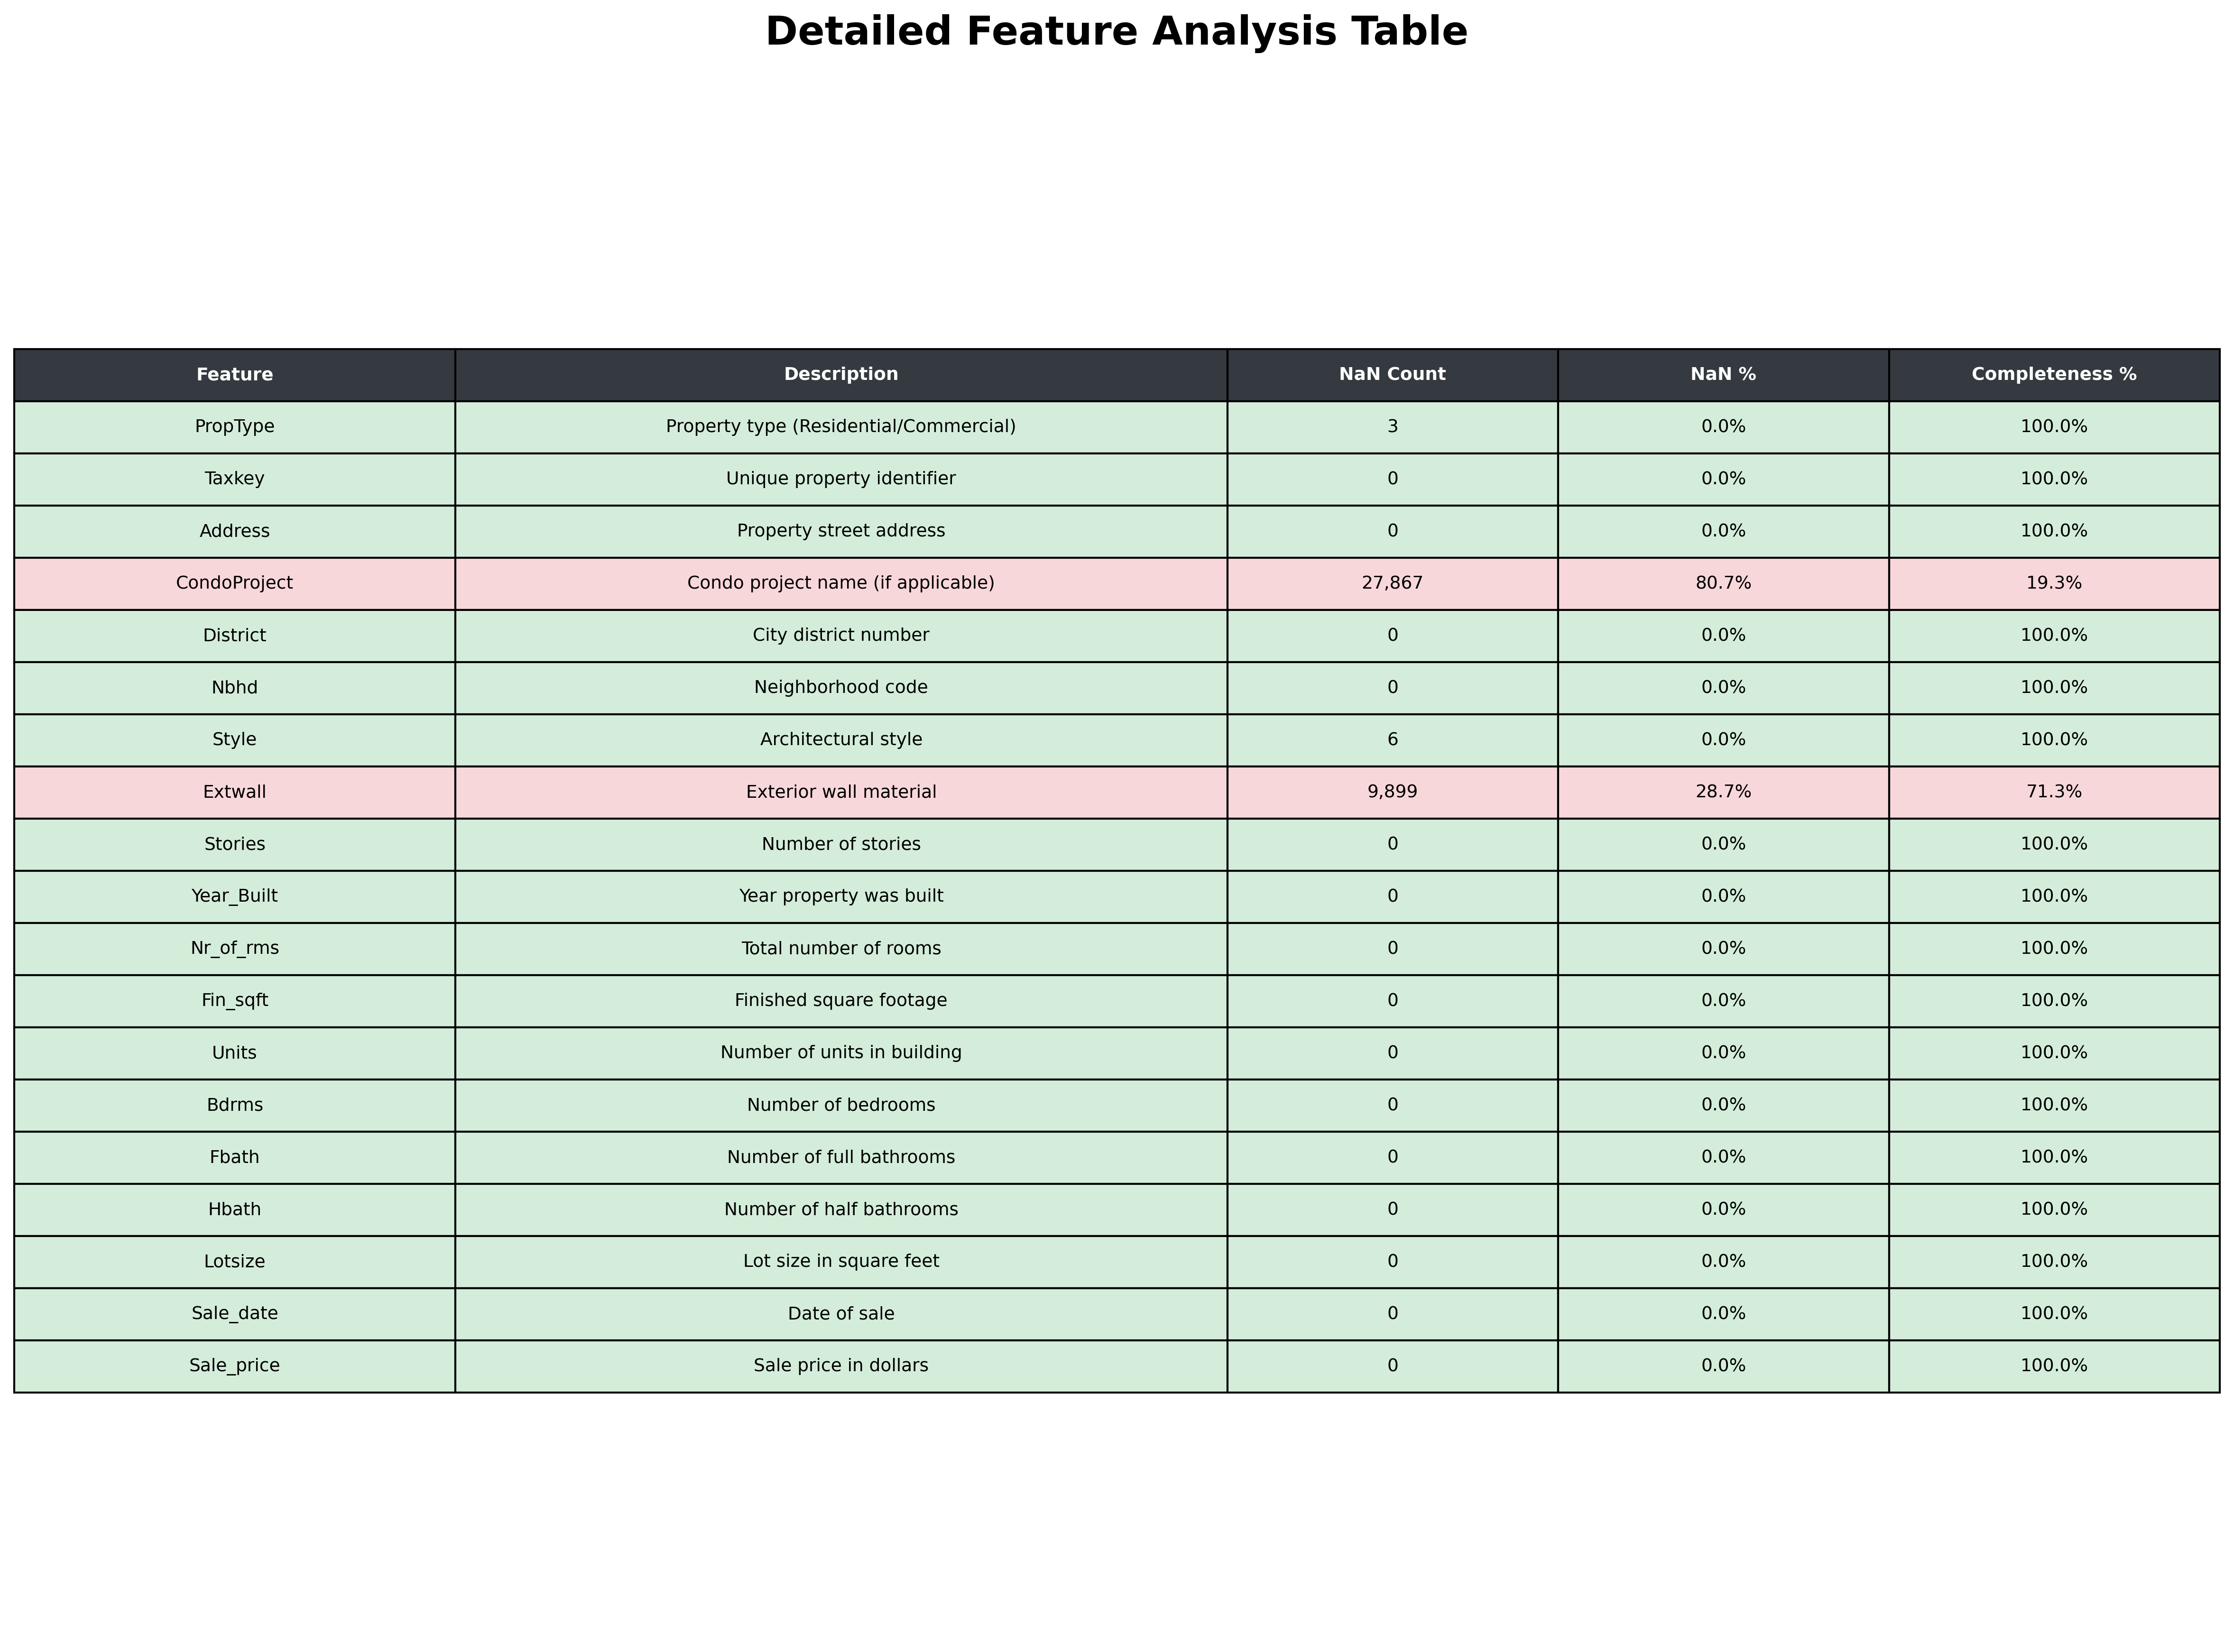 Detailed Feature Analysis Table
Feature Description NaN Count NaN % Completeness %
PropType Property type (Residential/Commercial) 3 0.0% 100.0%
Taxkey Unique property identifier 0 0.0% 100.0%
Address Property street address 0 0.0% 100.0%
CondoProject Condo project name (if applicable) 27,867 80.7% 19.3%
District City district number 0 0.0% 100.0%
Nbhd Neighborhood code 0 0.0% 100.0%
Style Architectural style 6 0.0% 100.0%
Extwall Exterior wall material 9,899 28.7% 71.3%
Stories Number of stories 0 0.0% 100.0%
Year_Built Year property was built 0 0.0% 100.0%
Nr_of_rms Total number of rooms 0 0.0% 100.0%
Fin_sqft Finished square footage 0 0.0% 100.0%
Units Number of units in building 0 0.0% 100.0%
Bdrms Number of bedrooms 0 0.0% 100.0%
Fbath Number of full bathrooms 0 0.0% 100.0%
Hbath Number of half bathrooms 0 0.0% 100.0%
Lotsize Lot size in square feet 0 0.0% 100.0%
Sale_date Date of sale 0 0.0% 100.0%
Sale_price Sale price in dollars 0 0.0% 100.0%